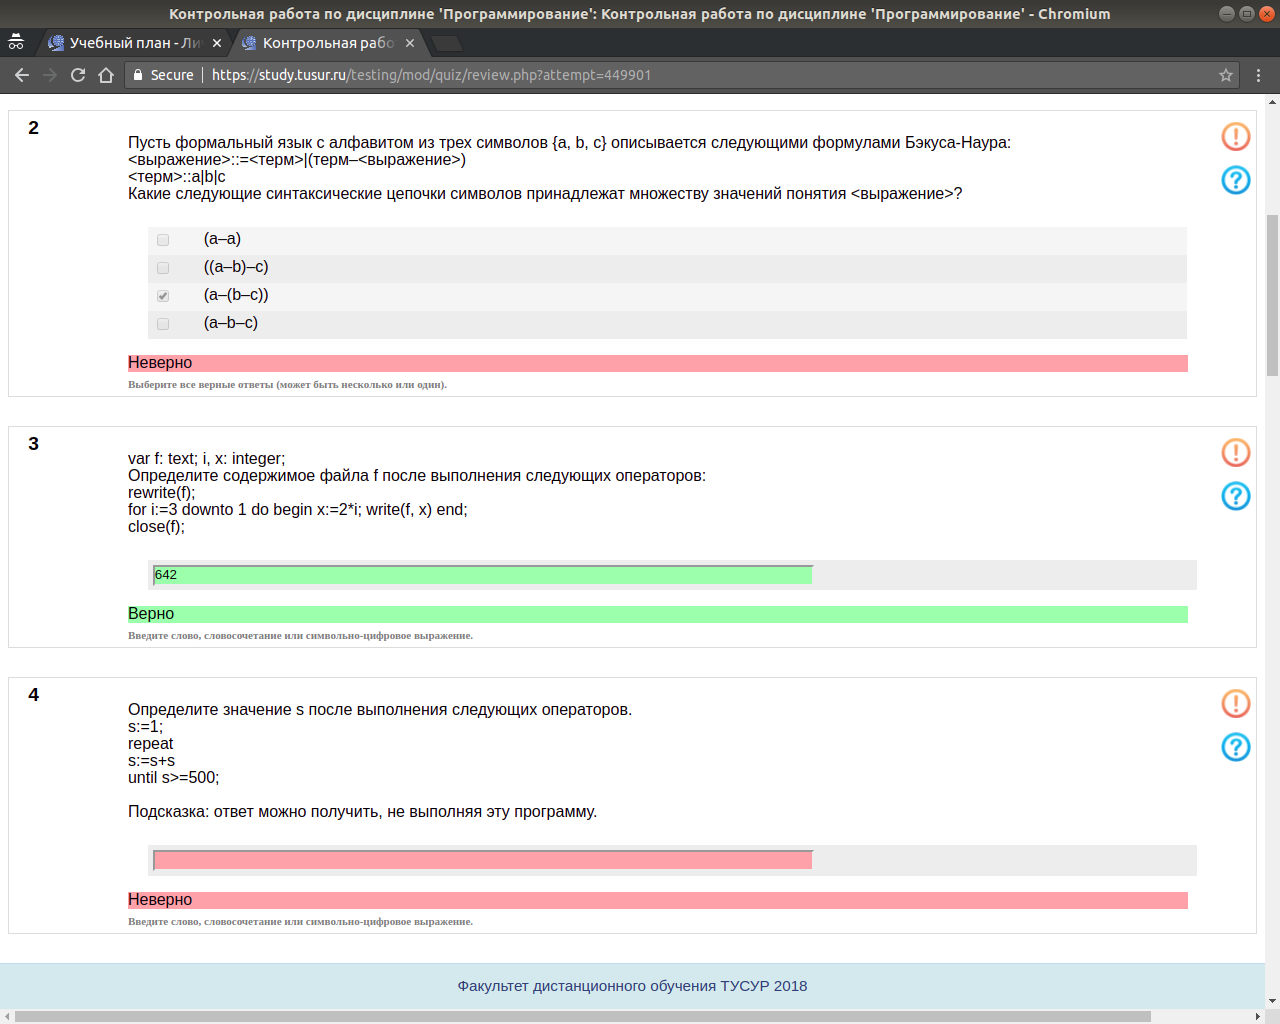 Контрольная работа по дисциплине 'Программирование': Контрольная работа по дисциплине 'Программирование' - Chromium
Учебный план - Ли
Контрольная рабо
Secure https://study.tusur.ru/testing/mod/quiz/review.php?attempt=449901
2
Пусть формальный язык с алфавитом из трех символов {a, b, c} описывается следующими формулами Бэкуса-Наура:
<выражение>::=<терм>|(терм–<выражение>)
<терм>::a|b|c
Какие следующие синтаксические цепочки символов принадлежат множеству значений понятия <выражение>?
(a–a)
((a–b)–c)
(a–(b–c))
(a–b–c)
Неверно
Выберите все верные ответы (может быть несколько или один).
3
var f: text; i, x: integer;
Определите содержимое файла f после выполнения следующих операторов:
rewrite(f);
for i:=3 downto 1 do begin x:=2*i; write(f, x) end;
close(f);
642
Верно
Введите слово, словосочетание или символьно-цифровое выражение.
4
Определите значение s после выполнения следующих операторов.
s:=1;
repeat
s:=s+s
until s>=500;
Подсказка: ответ можно получить, не выполняя эту программу.
Неверно
Введите слово, словосочетание или символьно-цифровое выражение.
Факультет дистанционного обучения ТУСУР 2018